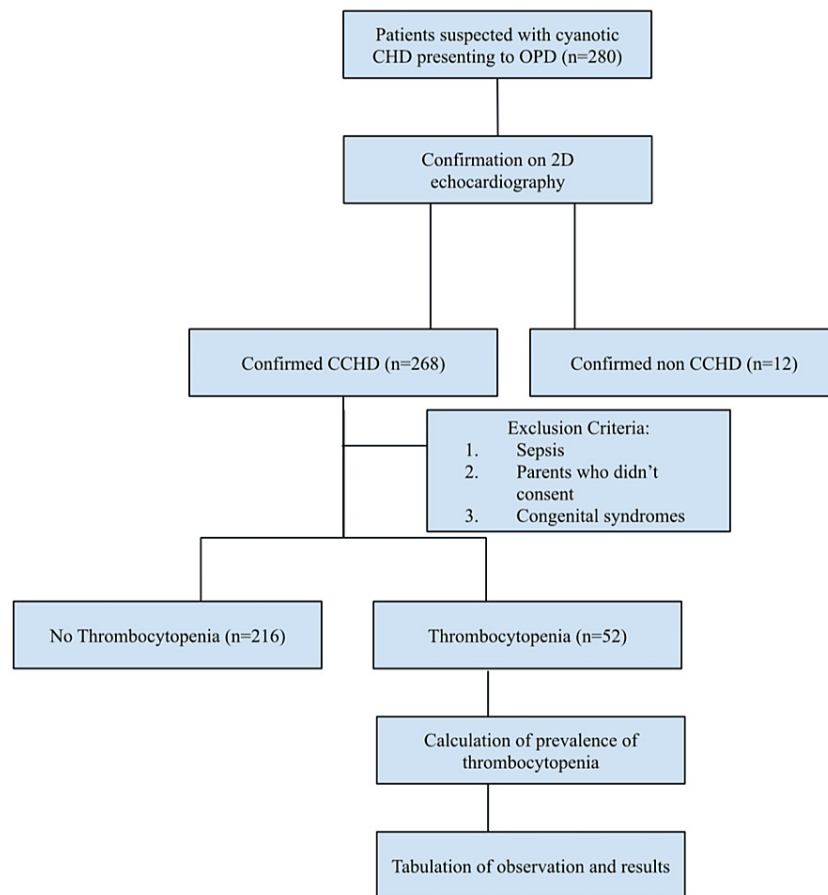 Patients suspected with cyanotic
CHD presenting to OPD (n=280)
Confirmation on 2D
echocardiography
Confirmed CCHD (n=268)
Confirmed non CCHD (n=12)
Exclusion Criteria:
1. Sepsis
2. Parents who didn’t
consent
3. Congenital syndromes
No Thrombocytopenia (n=216)
Thrombocytopenia (n=52)
Calculation of prevalence of
thrombocytopenia
Tabulation of observation and results